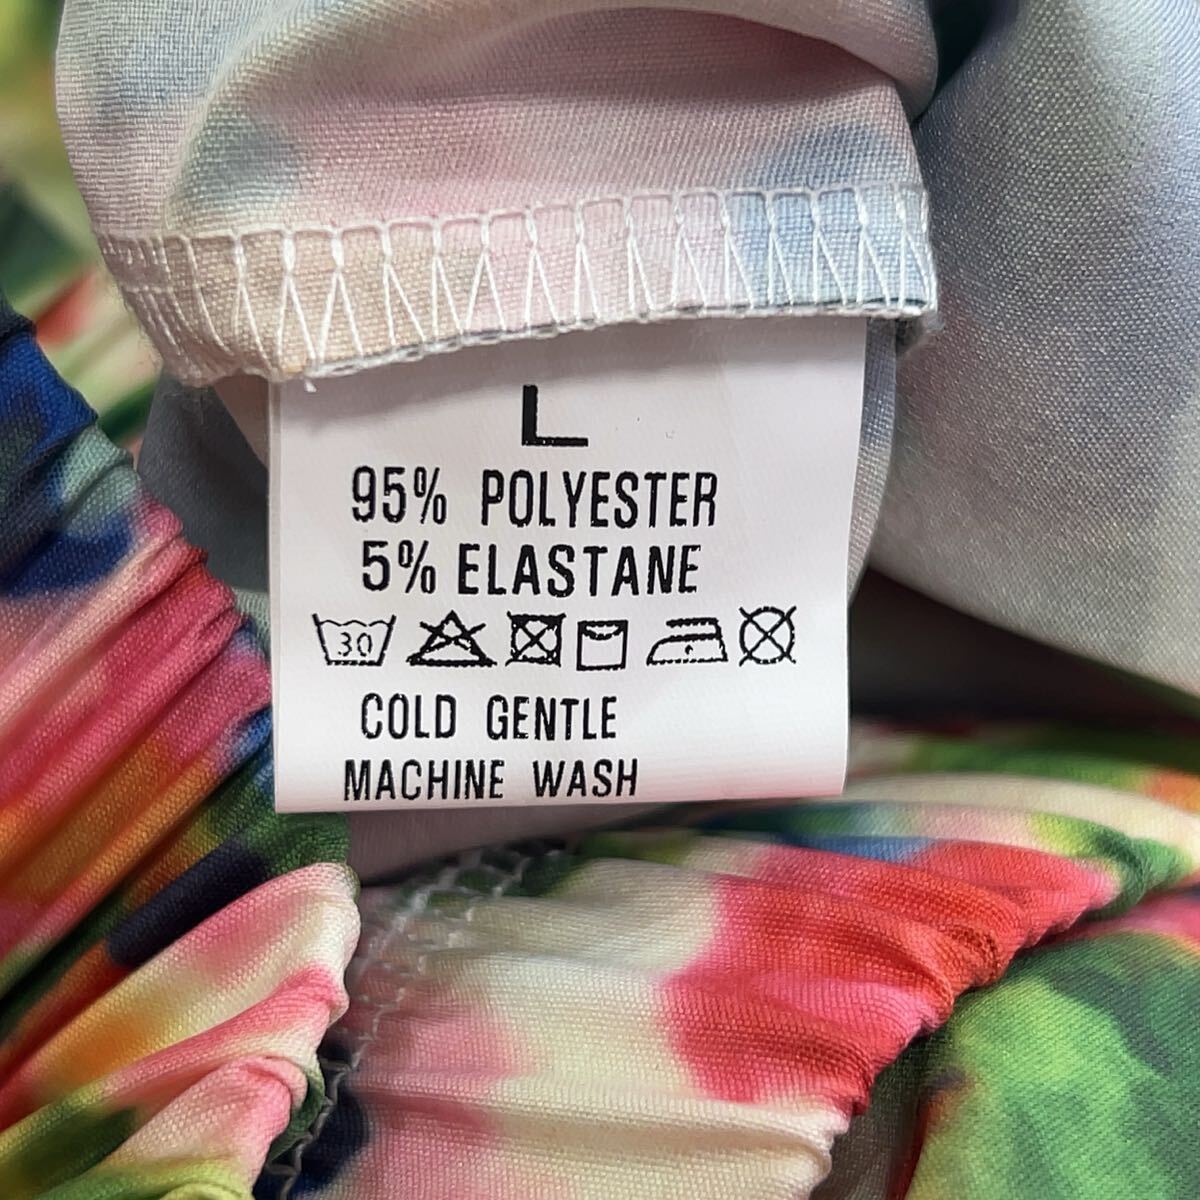 L
95% POLYESTER
5% ELASTANE
30
COLD GENTLE
MACHINE WASH